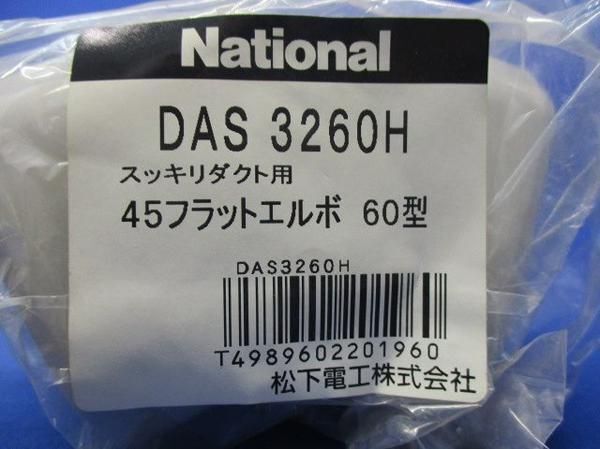 National
DAS 3260H
スッキリダクト用
45フラットエルボ 60型
DAS3260H
T4989602201960
松下電工株式会社